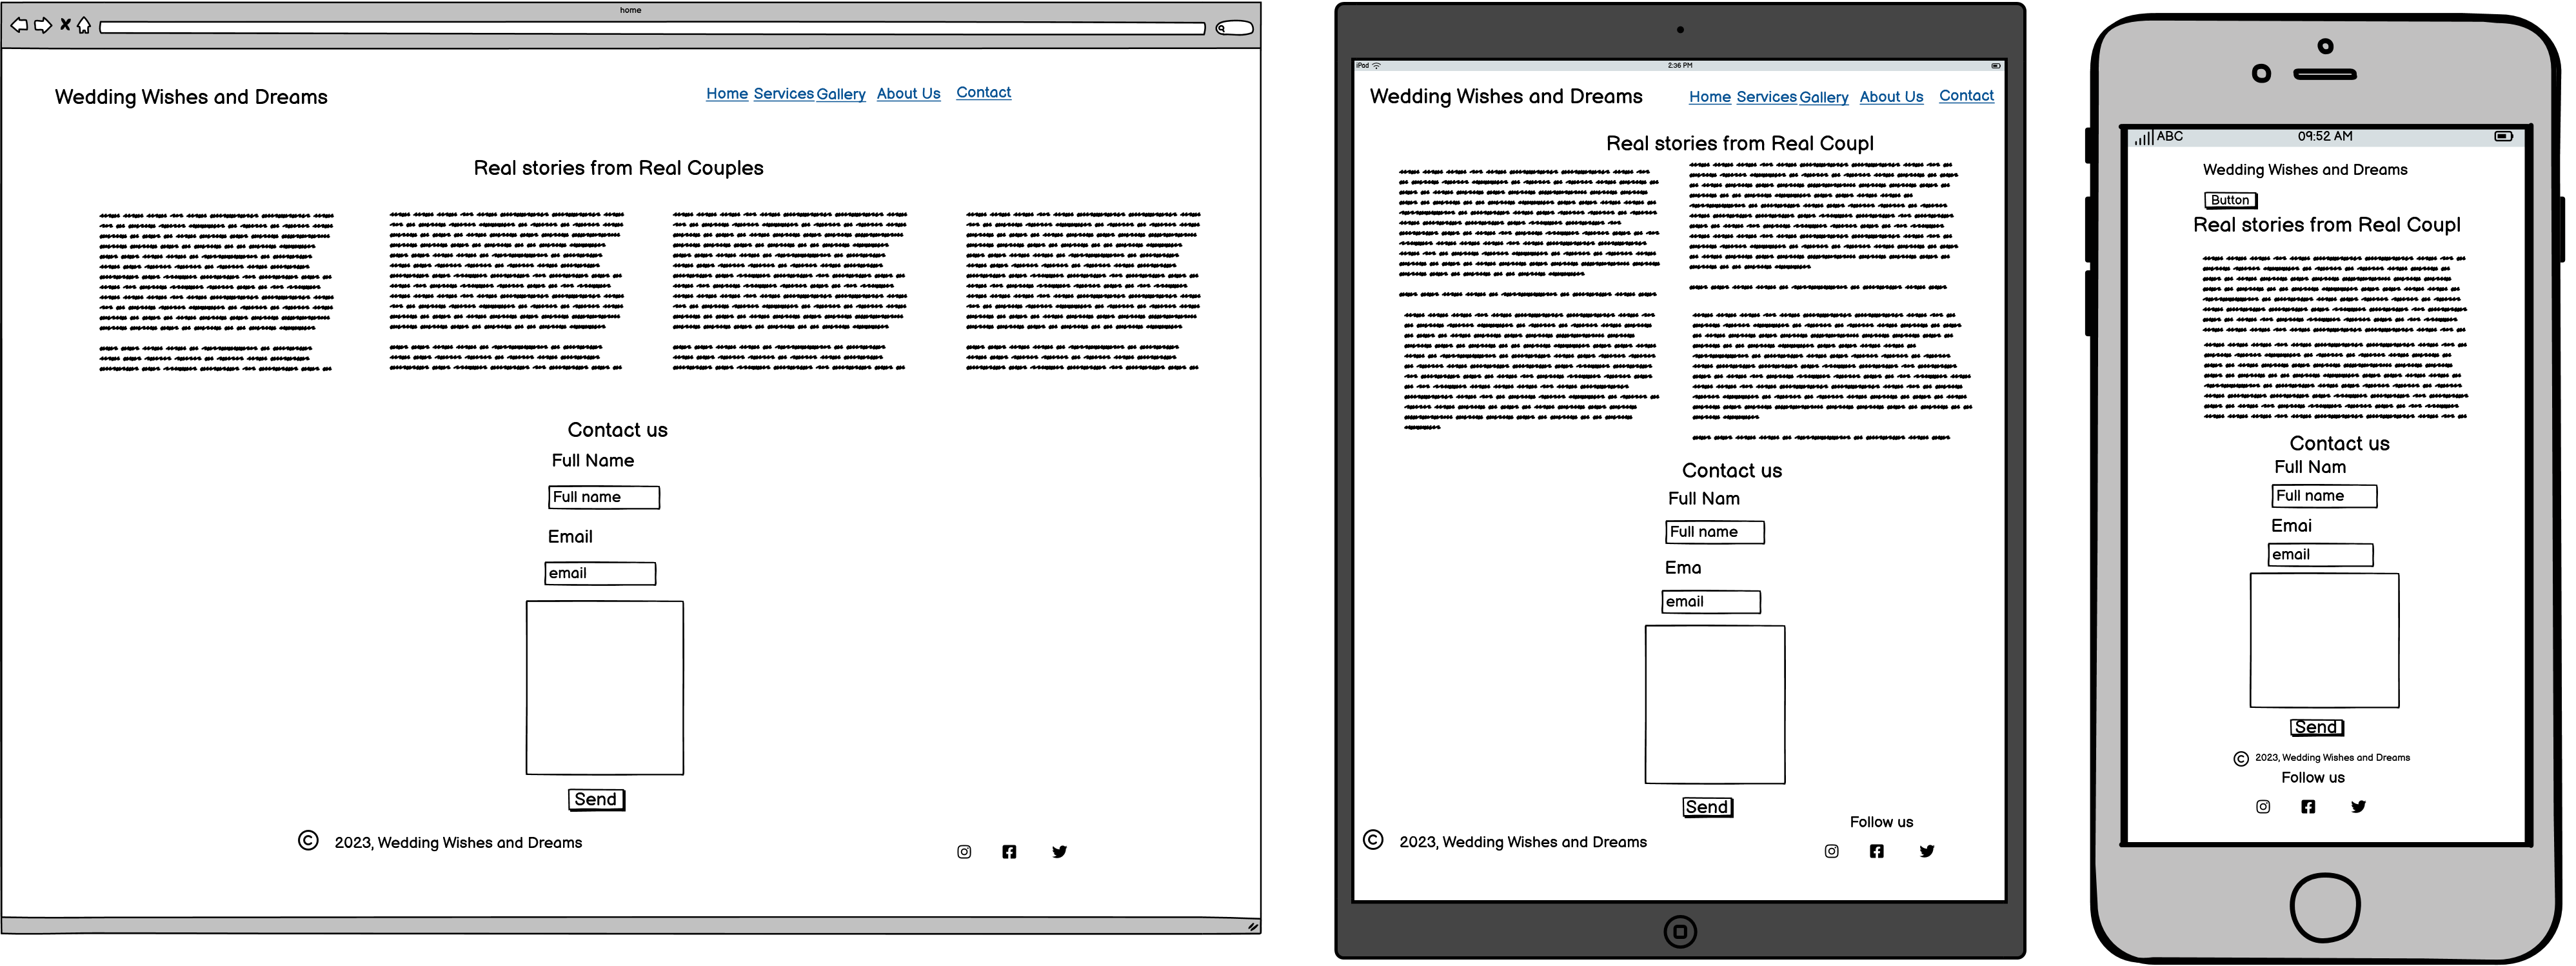 home
Wedding Wishes and Dreams
Home Services Gallery About Us Contact
Real stories from Real Couples
Contact us
Full Name
Full name
Email
email
Send
© 2023, Wedding Wishes and Dreams
iPad 2:36 PM
Wedding Wishes and Dreams
Home Services Gallery About Us Contact
Real stories from Real Coupl
Contact us
Full Nam
Full name
Ema
email
Send
Follow us
© 2023, Wedding Wishes and Dreams
ABC 09:52 AM
Wedding Wishes and Dreams
Button
Real stories from Real Coupl
Contact us
Full Nam
Full name
Emai
email
Send
© 2023, Wedding Wishes and Dreams
Follow us